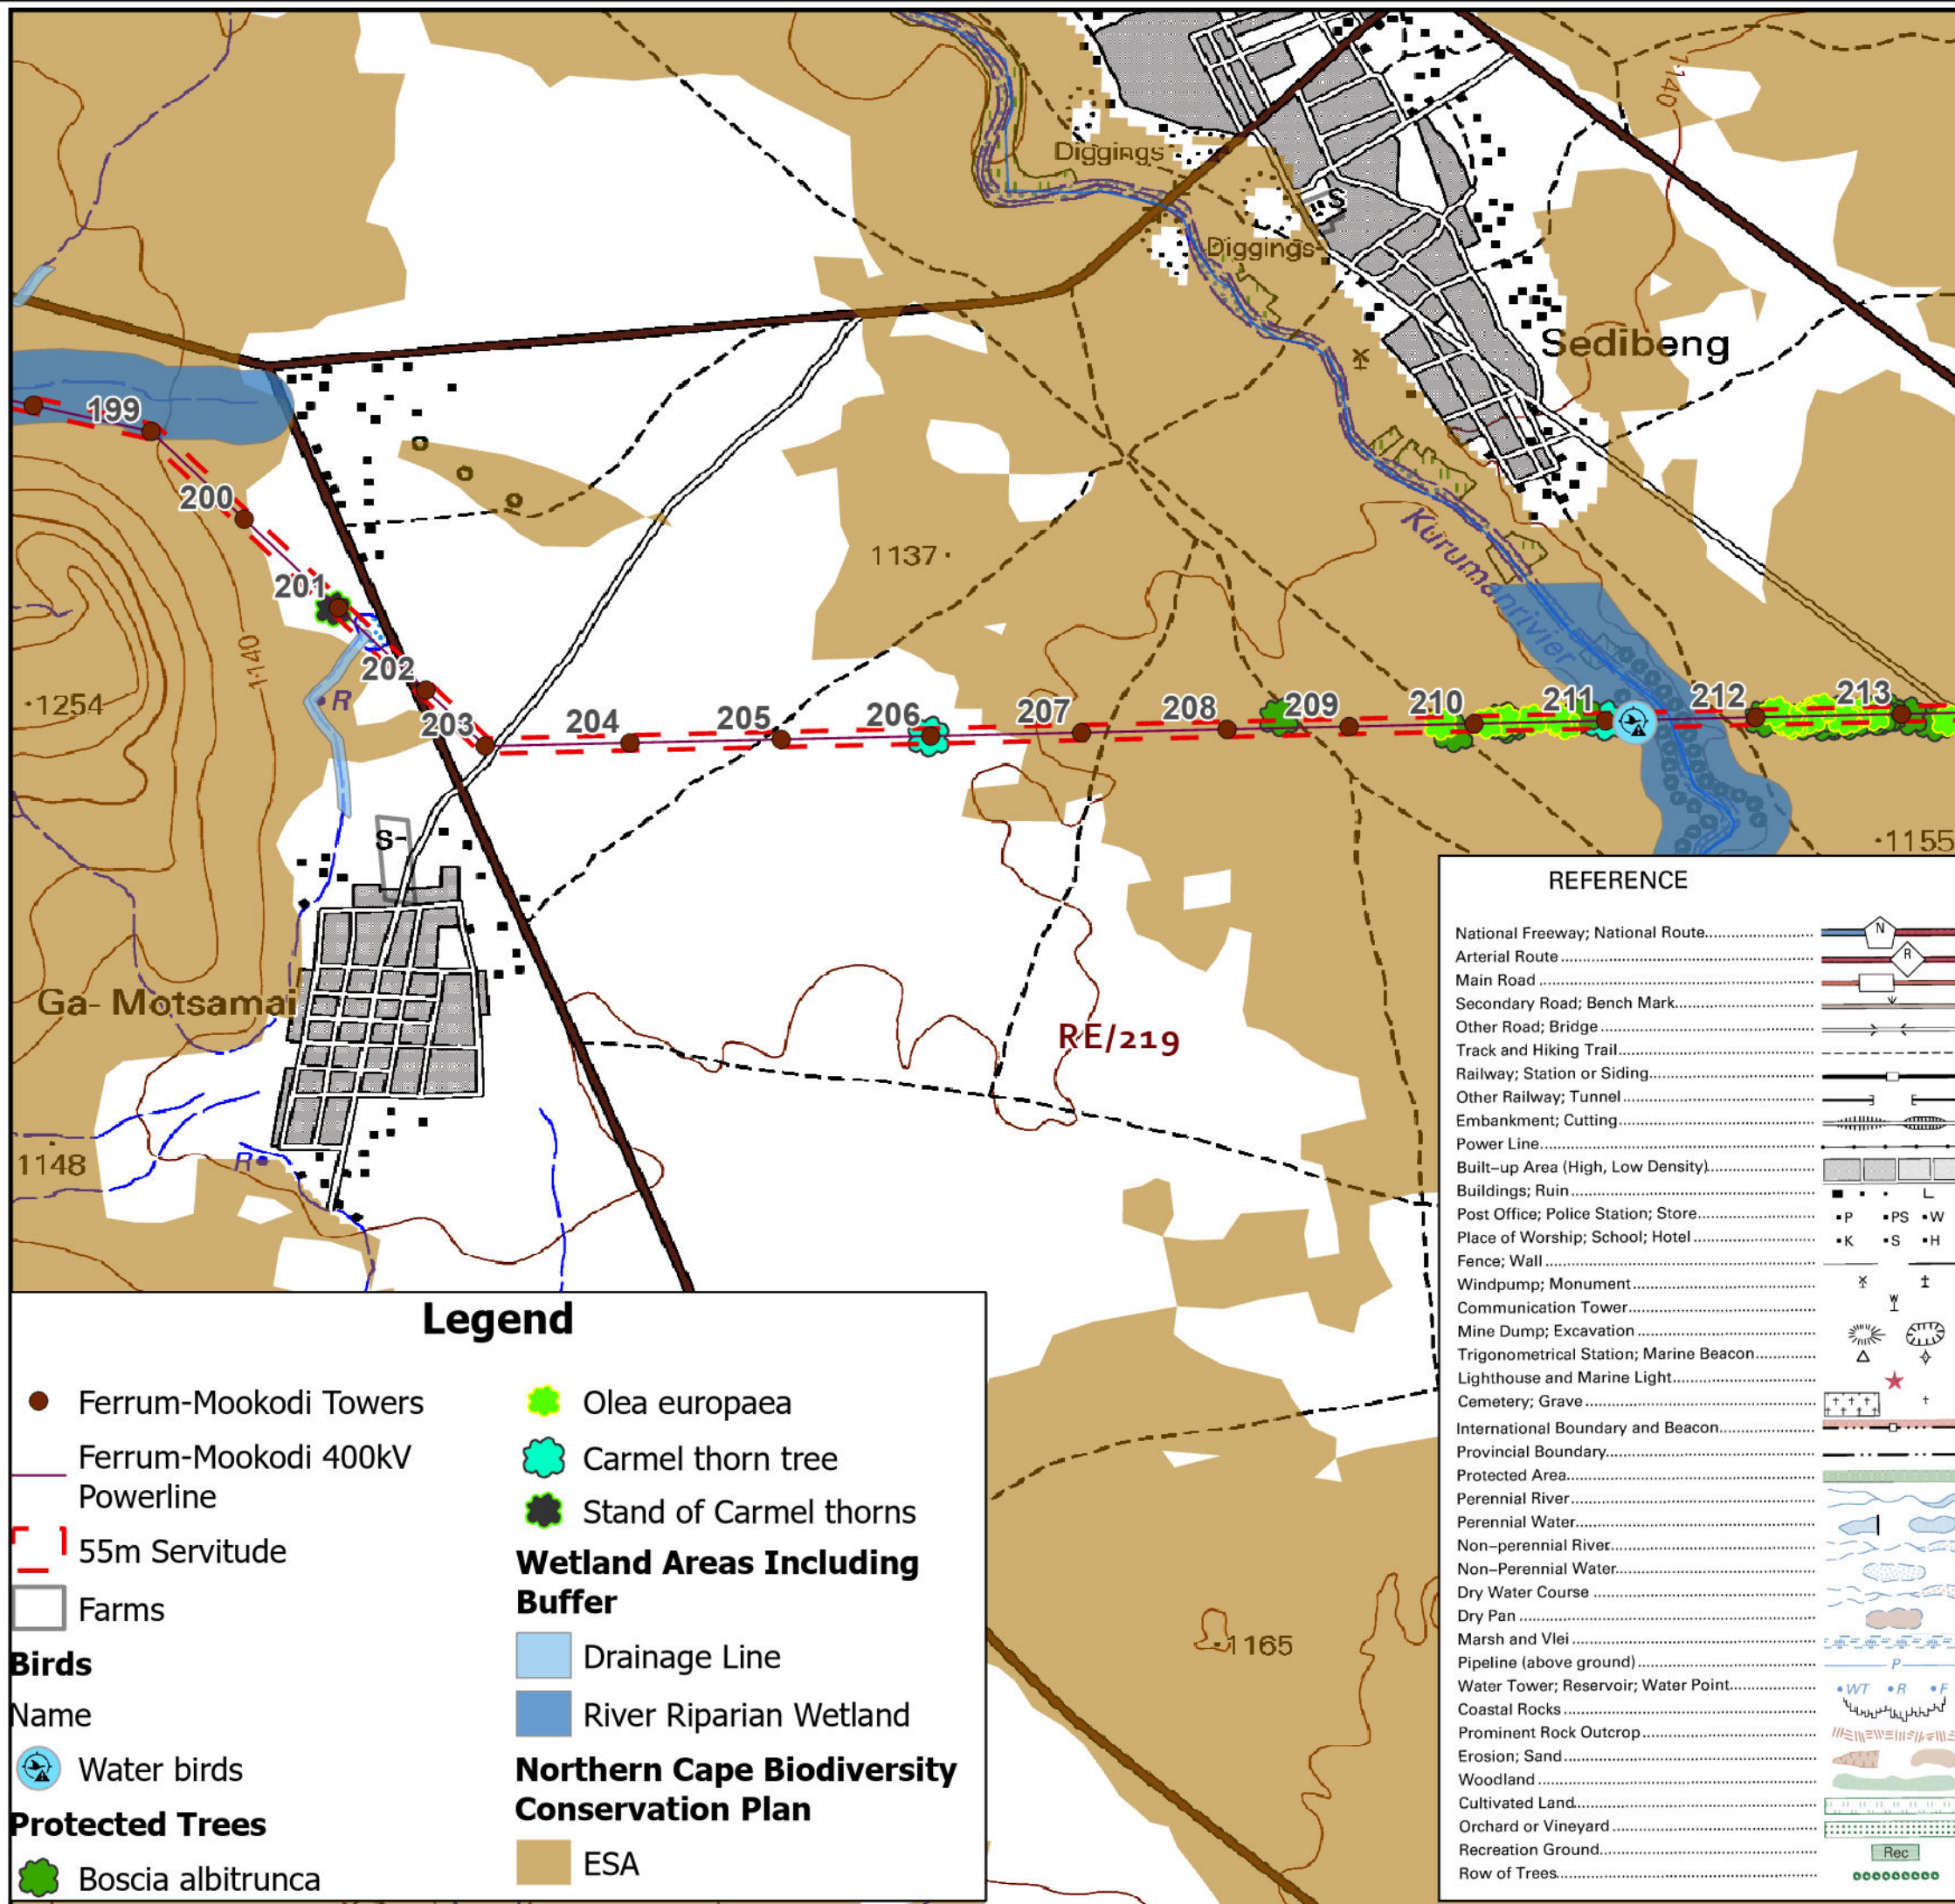 1140
Diggings
S
Diggings
Sedibeng
199
200
1137
Kurumanrivier
201
1140
202
1254
R
203
204
205
206
207
208
209
210
211
212
213
S
1155
Ga- Motsamai
RE/219
1148
R
1165
REFERENCE
National Freeway; National Route
N
Arterial Route
R
Main Road
Secondary Road; Bench Mark
Other Road; Bridge
Track and Hiking Trail
Railway; Station or Siding
Other Railway; Tunnel
Embankment; Cutting
Power Line
Built-up Area (High, Low Density)
Buildings; Ruin
Post Office; Police Station; Store
P PS W
Place of Worship; School; Hotel
K S H
Fence; Wall
Windpump; Monument
Communication Tower
Mine Dump; Excavation
Trigonometrical Station; Marine Beacon
Lighthouse and Marine Light
Cemetery; Grave
International Boundary and Beacon
Provincial Boundary
Protected Area
Perennial River
Perennial Water
Non-perennial River
Non-Perennial Water
Dry Water Course
Dry Pan
Marsh and Vlei
Pipeline (above ground)
P
Water Tower; Reservoir; Water Point
WT R F
Coastal Rocks
Prominent Rock Outcrop
Erosion; Sand
Woodland
Cultivated Land
Orchard or Vineyard
Recreation Ground
Rec
Row of Trees
Legend
Ferrum-Mookodi Towers
Ferrum-Mookodi 400kV
Powerline
55m Servitude
Farms
Birds
Name
Water birds
Protected Trees
Boscia albitrunca
Olea europaea
Carmel thorn tree
Stand of Carmel thorns
Wetland Areas Including
Buffer
Drainage Line
River Riparian Wetland
Northern Cape Biodiversity
Conservation Plan
ESA